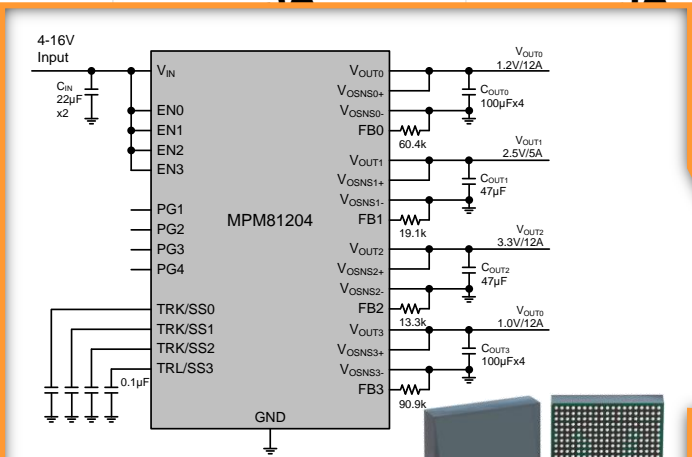 4-16V
Input
VIN
CIN
22µF
x2
EN0
EN1
EN2
EN3
PG1
PG2
PG3
PG4
TRK/SS0
TRK/SS1
TRK/SS2
TRL/SS3
0.1µF
MPM81204
GND
VOUT0
VOSNS0+
VOSNS0-
FB0
60.4k
VOUT0
1.2V/12A
COUT0
100µFx4
VOUT1
VOSNS1+
VOSNS1-
FB1
19.1k
VOUT1
2.5V/5A
COUT1
47µF
VOUT2
VOSNS2+
VOSNS2-
FB2
13.3k
VOUT2
3.3V/12A
COUT2
47µF
VOUT3
VOSNS3+
VOSNS3-
FB3
90.9k
VOUT0
1.0V/12A
COUT3
100µFx4